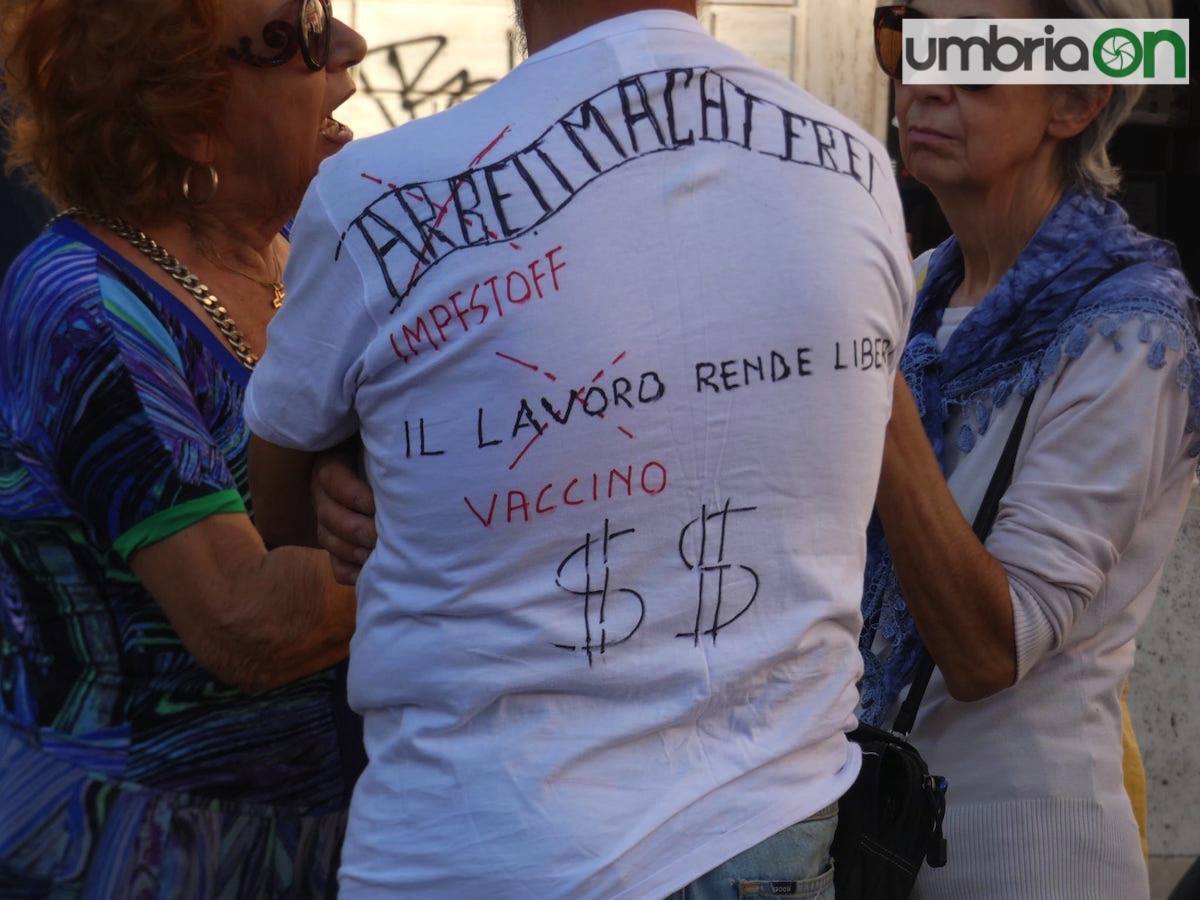 umbriaON
ARBEIT MACHT FREI
IMPFSTOFF
IL LAVORO RENDE LIBERI
VACCINO
$ $